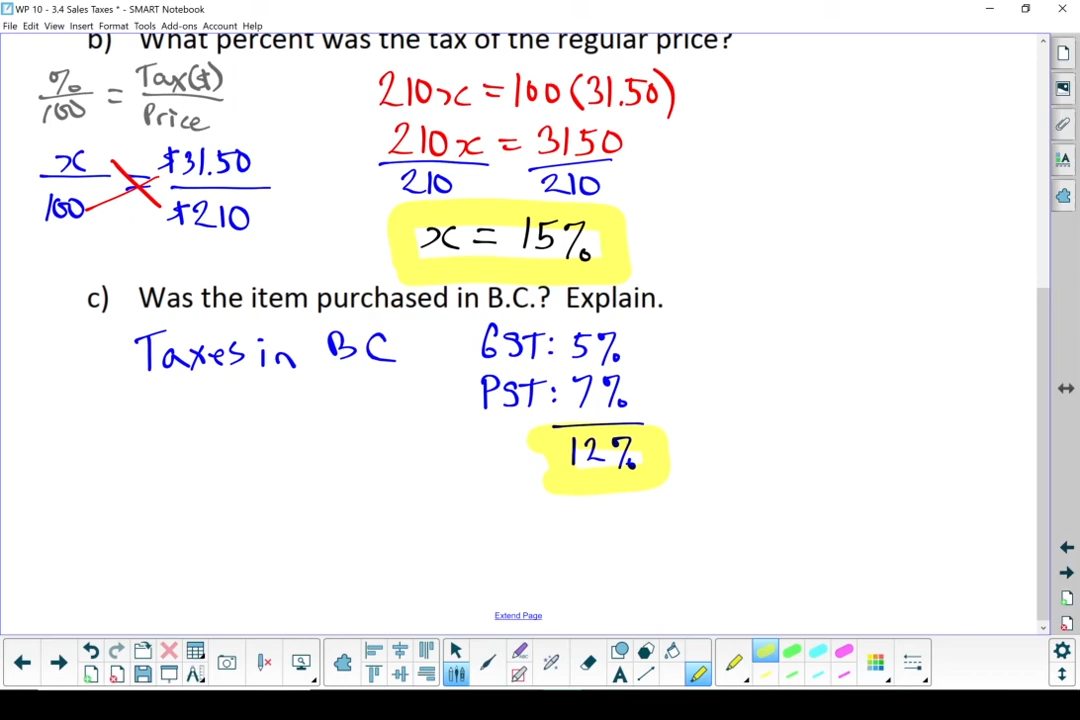 WP 10 - 3.4 Sales Taxes * - SMART Notebook
File Edit View Insert Format Tools Add-ons Account Help
b) What percent was the tax of the regular price?
%/100 = Tax($)/Price
210x = 100(31.50)
210x/210 = 3150/210
x/100 = $31.50/$210
x = 15%
c) Was the item purchased in B.C.? Explain.
Taxes in BC
GST: 5%
PST: 7%
12%
Extend Page